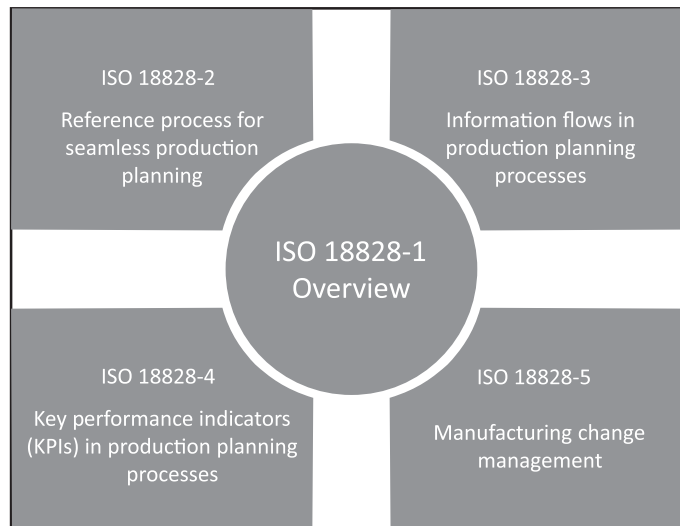 ISO 18828-2
Reference process for
seamless production
planning
ISO 18828-3
Information flows in
production planning
processes
ISO 18828-1
Overview
ISO 18828-4
Key performance indicators
(KPIs) in production planning
processes
ISO 18828-5
Manufacturing change
management